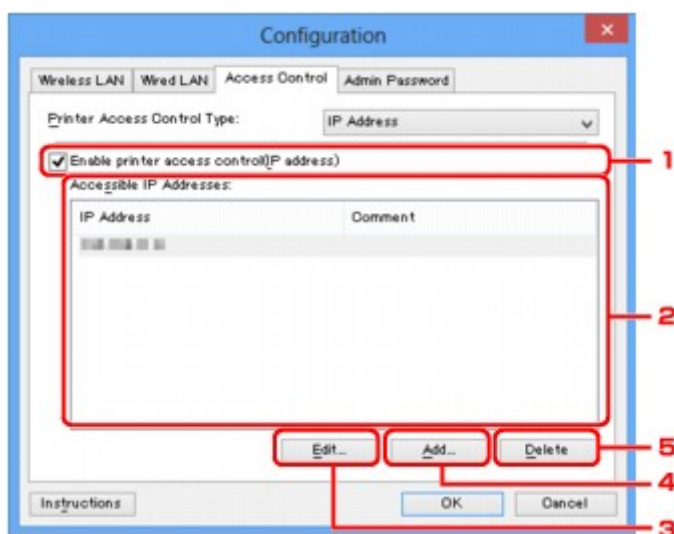 Configuration
Wireless LAN Wired LAN Access Control Admin Password
Printer Access Control Type: IP Address
Enable printer access control(IP address) 1
Accessible IP Addresses:
IP Address Comment
2
Edit... Add... Delete 5
4
Instructions OK Cancel
3